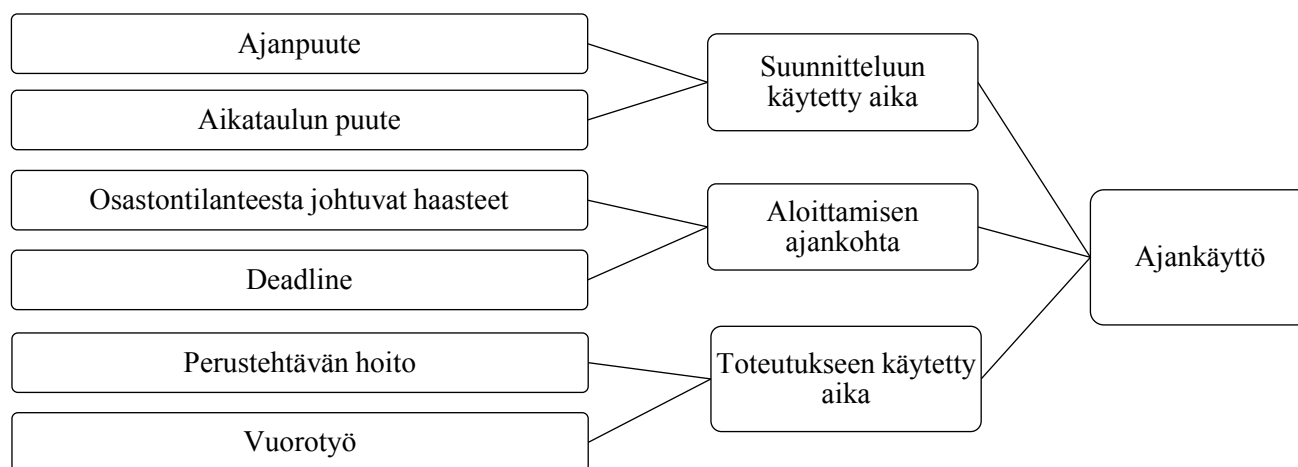 Ajanpuute
Aikataulun puute
Osastontilanteesta johtuvat haasteet
Deadline
Perustehtävän hoito
Vuorotyö
Suunnitteluun
käytetty aika
Aloittamisen
ajankohta
Toteutukseen käytetty
aika
Ajankäyttö